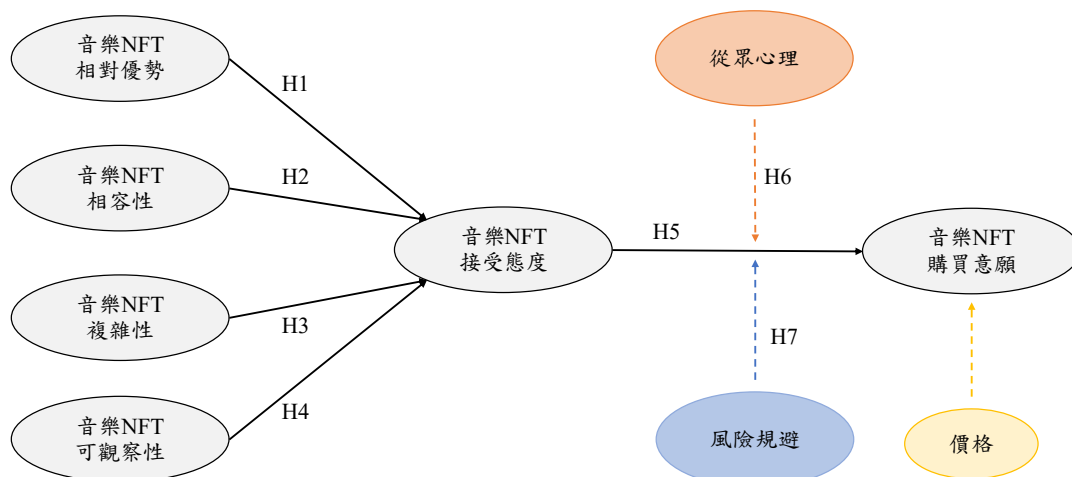 音樂NFT
相對優勢
H1
音樂NFT
相容性
H2
音樂NFT
複雜性
H3
音樂NFT
可觀察性
H4
音樂NFT
接受態度
H5
從眾心理
H6
H7
風險規避
音樂NFT
購買意願
價格